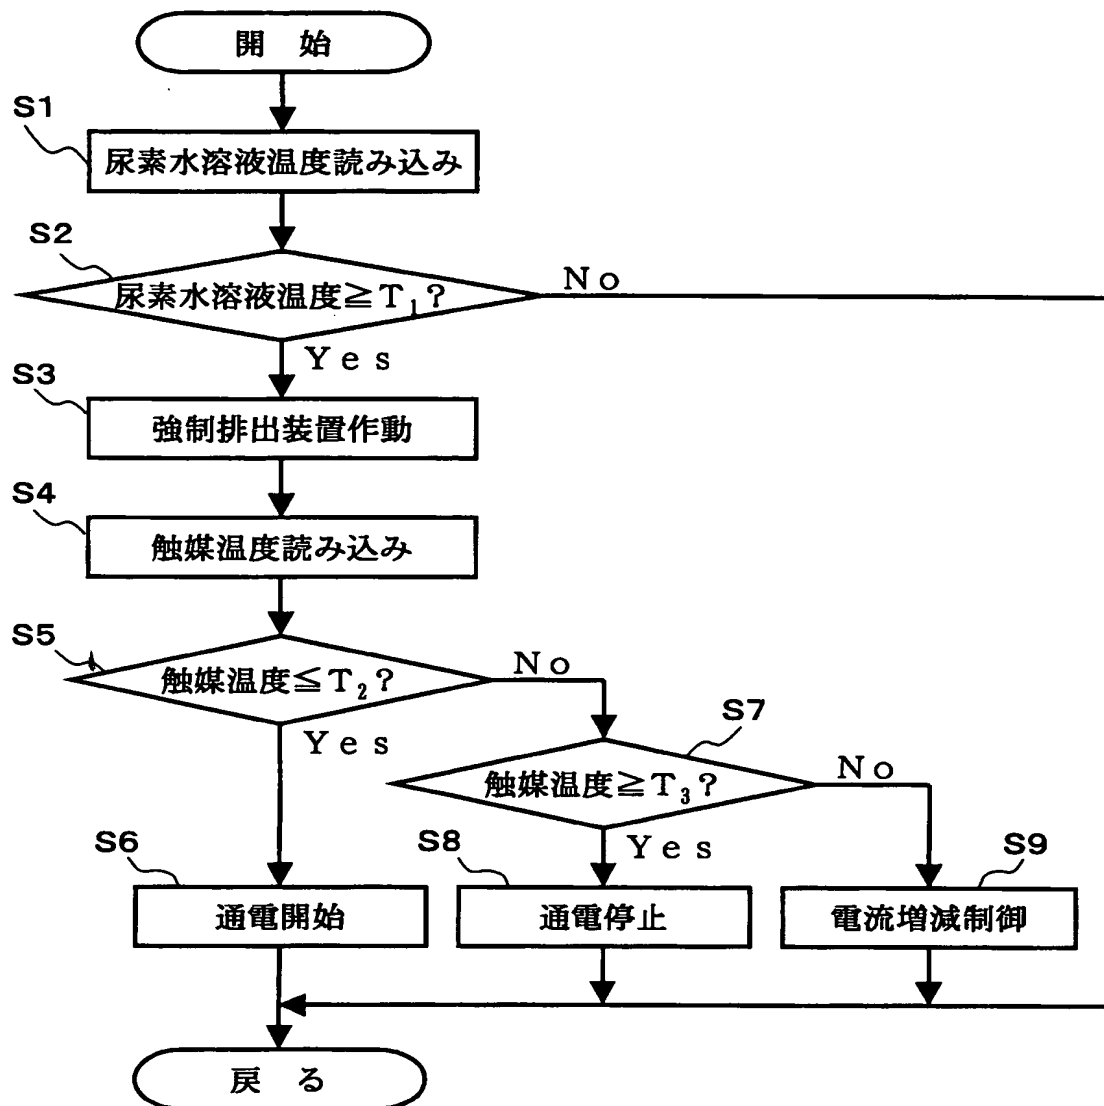 開 始
S1
尿素水溶液温度読み込み
S2
尿素水溶液温度≧T₁？
No
Yes
S3
強制排出装置作動
S4
触媒温度読み込み
S5
触媒温度≦T₂？
No
Yes
S7
触媒温度≧T₃？
No
Yes
S6
通電開始
S8
通電停止
S9
電流増減制御
戻 る